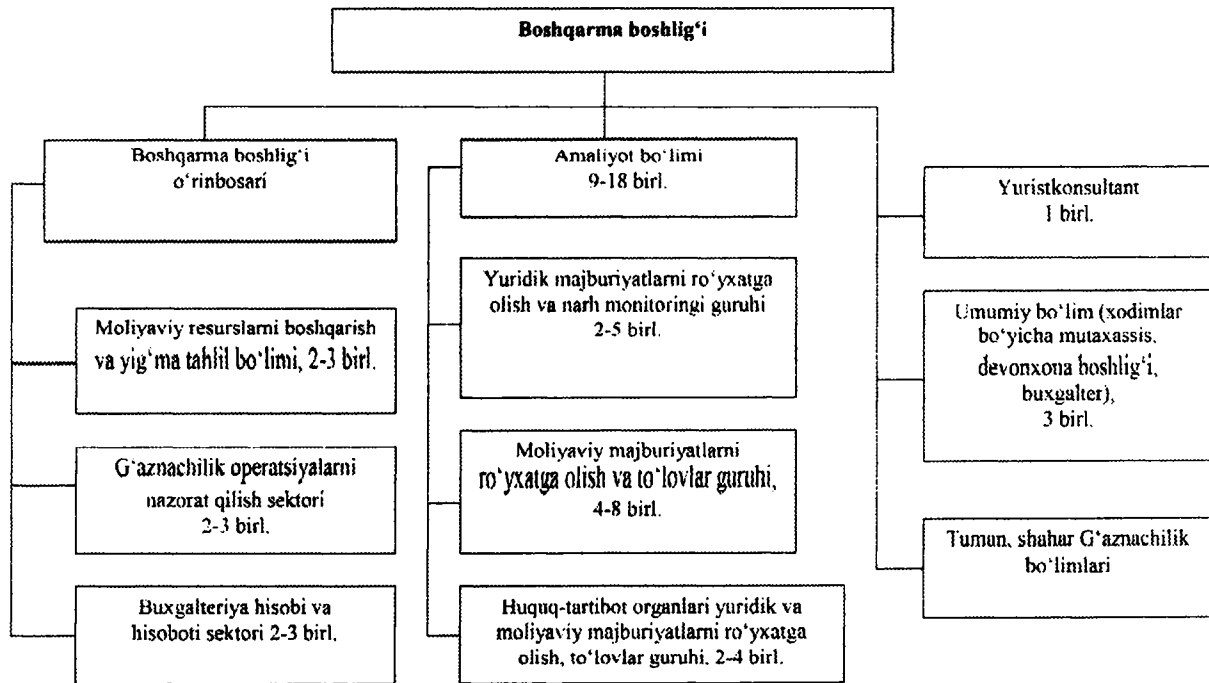 Boshqarma boshlig‘i
Boshqarma boshlig‘i
o‘rinbosari
Moliyaviy resurslarni boshqarish
va yig‘ma tahlil bo‘limi, 2-3 birl.
G‘aznachilik operatsiyalarni
nazorat qilish sektori
2-3 birl.
Buxgalteriya hisobi va
hisoboti sektori 2-3 birl.
Amaliyot bo‘limi
9-18 birl.
Yuridik majburiyatlarni ro‘yxatga
olish va narh monitoringi guruhi
2-5 birl.
Moliyaviy majburiyatlarni
ro‘yxatga olish va to‘lovlar guruhi,
4-8 birl.
Huquq-tartibot organlari yuridik va
moliyaviy majburiyatlarni ro‘yxatga
olish, to‘lovlar guruhi, 2-4 birl.
Yuristkonsultant
1 birl.
Umumiy bo‘lim (xodimlar
bo‘yicha mutaxassis,
devonxona boshlig‘i,
buxgalter),
3 birl.
Tuman, shahar G‘aznachilik
bo‘limlari